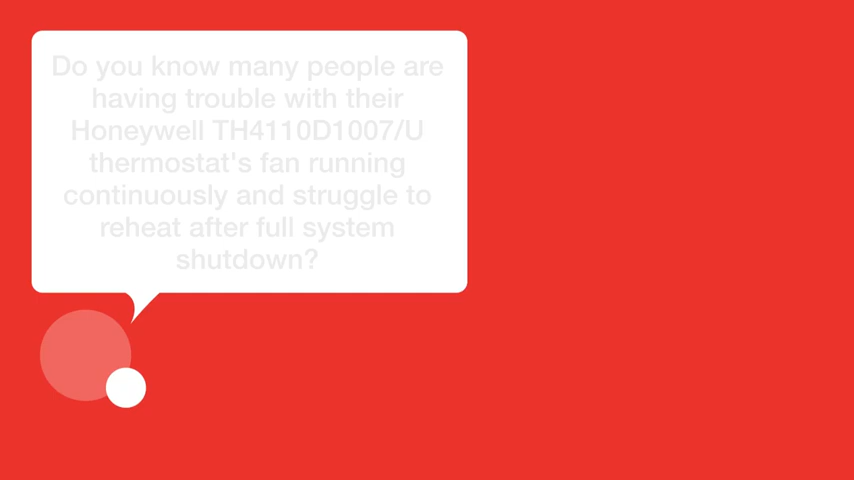 Do you know many people are
having trouble with their
Honeywell TH4110D1007/U
thermostat's fan running
continuously and struggle to
reheat after full system
shutdown?